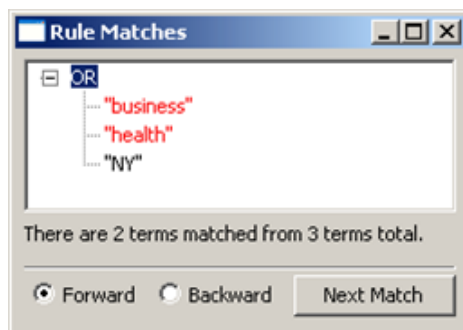 Rule Matches
OR
"business"
"health"
"NY"
There are 2 terms matched from 3 terms total.
Forward Backward Next Match